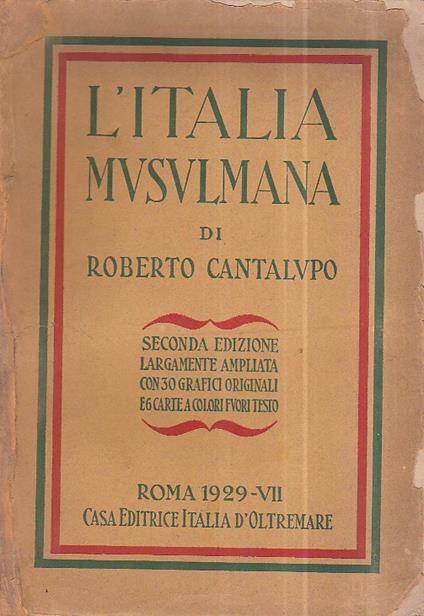 L'ITALIA
MVSVLMANA
DI
ROBERTO CANTALVPO
SECONDA EDIZIONE
LARGAMENTE AMPLIATA
CON 30 GRAFICI ORIGINALI
E 6 CARTE A COLORI FVORI TESTO
ROMA 1929-VII
CASA EDITRICE ITALIA D'OLTREMARE